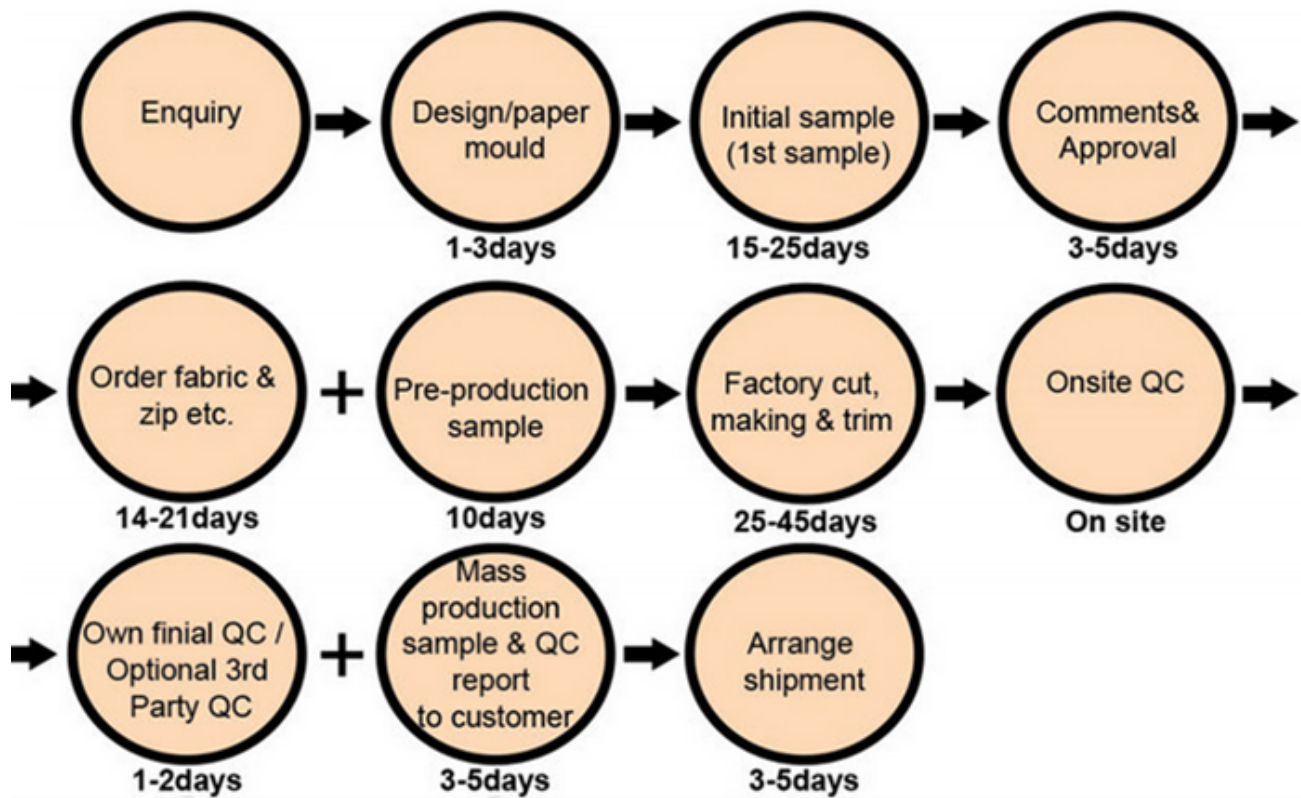 Enquiry
Design/paper
mould
1-3days
Initial sample
(1st sample)
15-25days
Comments&
Approval
3-5days
Order fabric &
zip etc.
14-21days
+
Pre-production
sample
10days
Factory cut,
making & trim
25-45days
Onsite QC
On site
Own finial QC /
Optional 3rd
Party QC
1-2days
+
Mass
production
sample & QC
report
to customer
3-5days
Arrange
shipment
3-5days